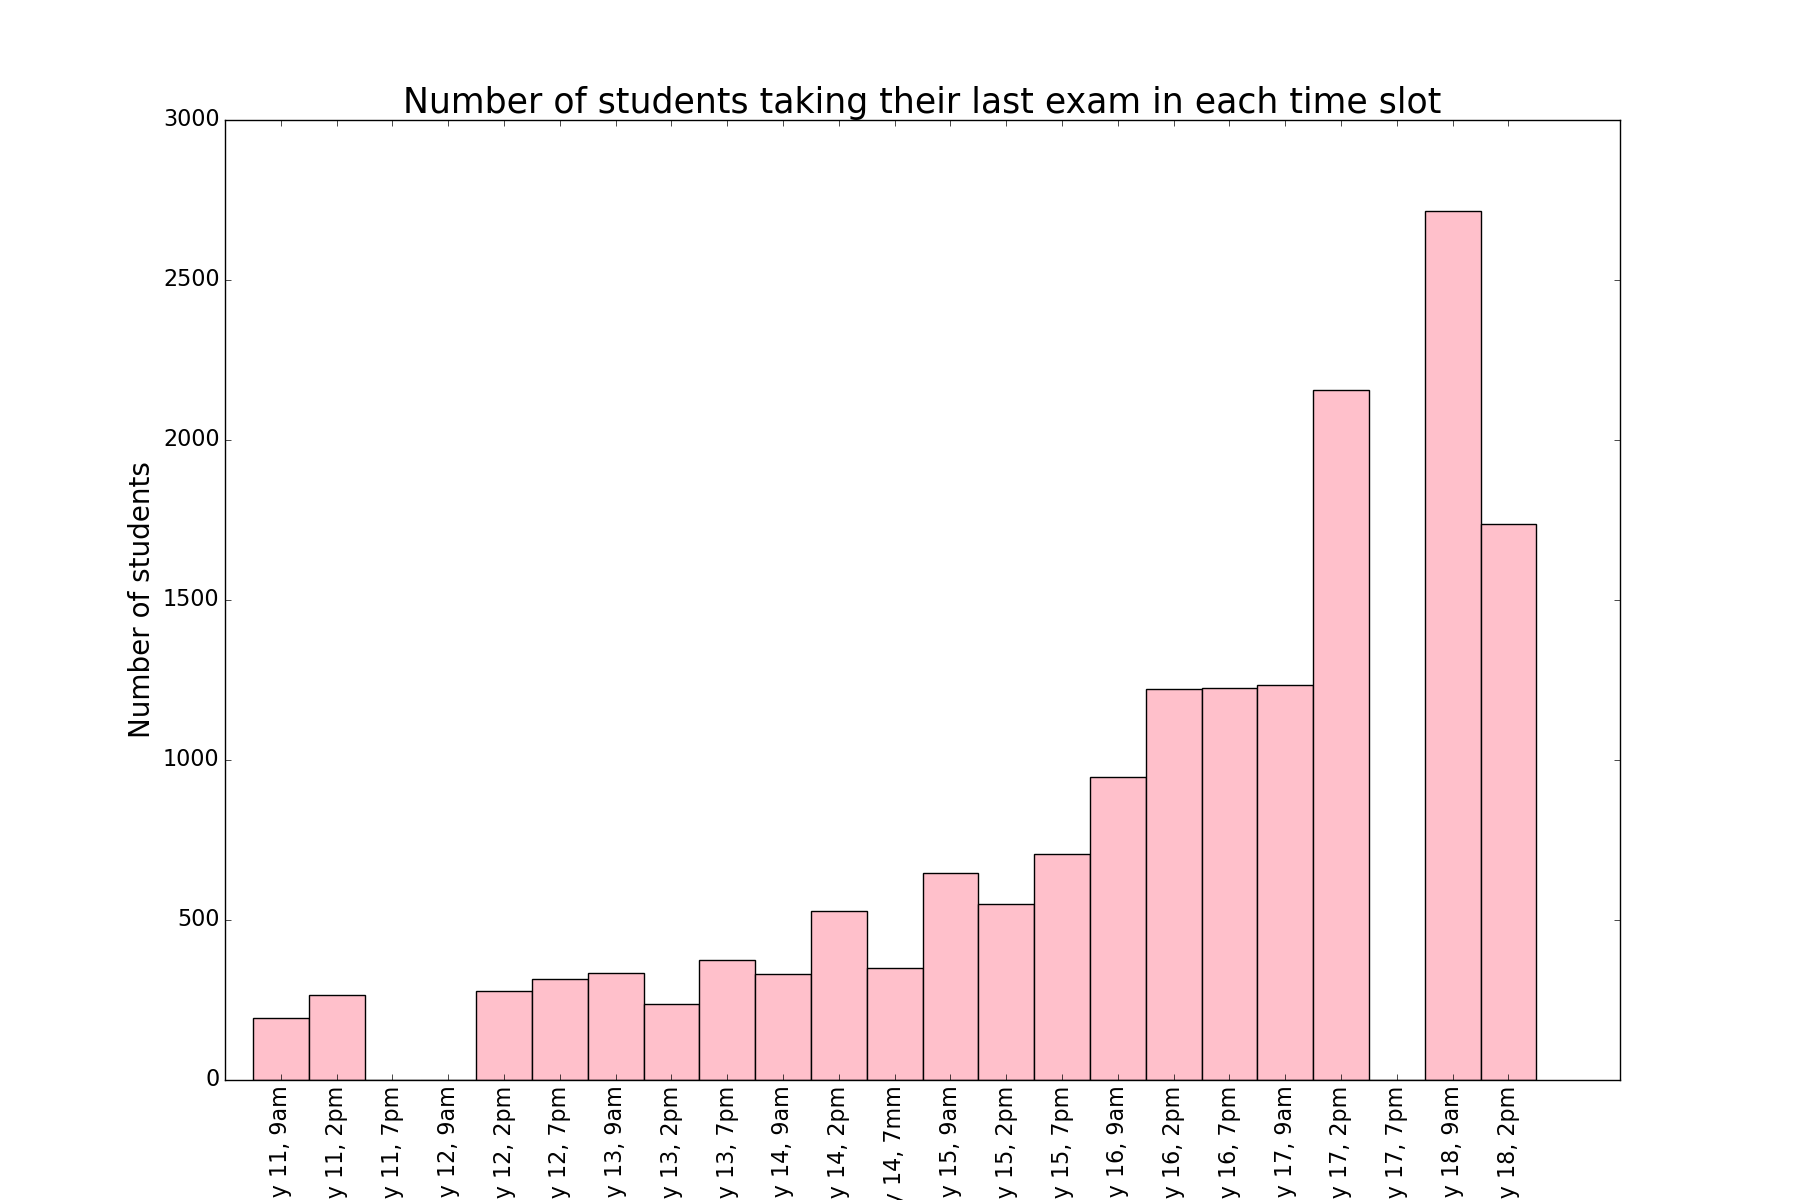 Number of students taking their last exam in each time slot
3000
2500
2000
1500
1000
500
0
Number of students
y 11, 9am
y 11, 2pm
y 11, 7pm
y 12, 9am
y 12, 2pm
y 12, 7pm
y 13, 9am
y 13, 2pm
y 13, 7pm
y 14, 9am
y 14, 2pm
y 14, 7mm
y 15, 9am
y 15, 2pm
y 15, 7pm
y 16, 9am
y 16, 2pm
y 16, 7pm
y 17, 9am
y 17, 2pm
y 17, 7pm
y 18, 9am
y 18, 2pm